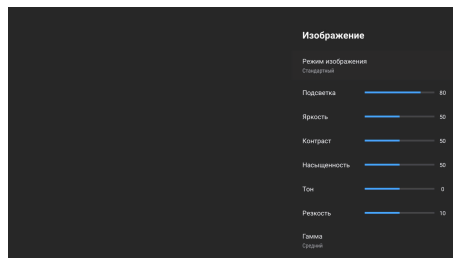 Изображение
Режим изображения
Стандартный
Подсветка 80
Яркость 50
Контраст 50
Насыщенность 50
Тон 0
Резкость 10
Гамма
Средний